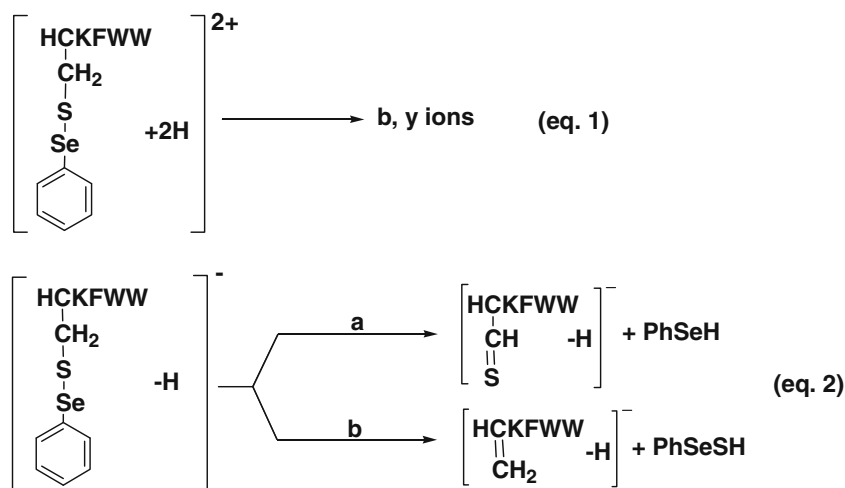 2+
HCKFWW
CH2
S
Se
+2H
b, y ions
(eq. 1)
-
HCKFWW
CH2
S
Se
-H
a
HCKFWW
CH
S
-H
−
+ PhSeH
(eq. 2)
b
HCKFWW
CH2
-H
−
+ PhSeSH